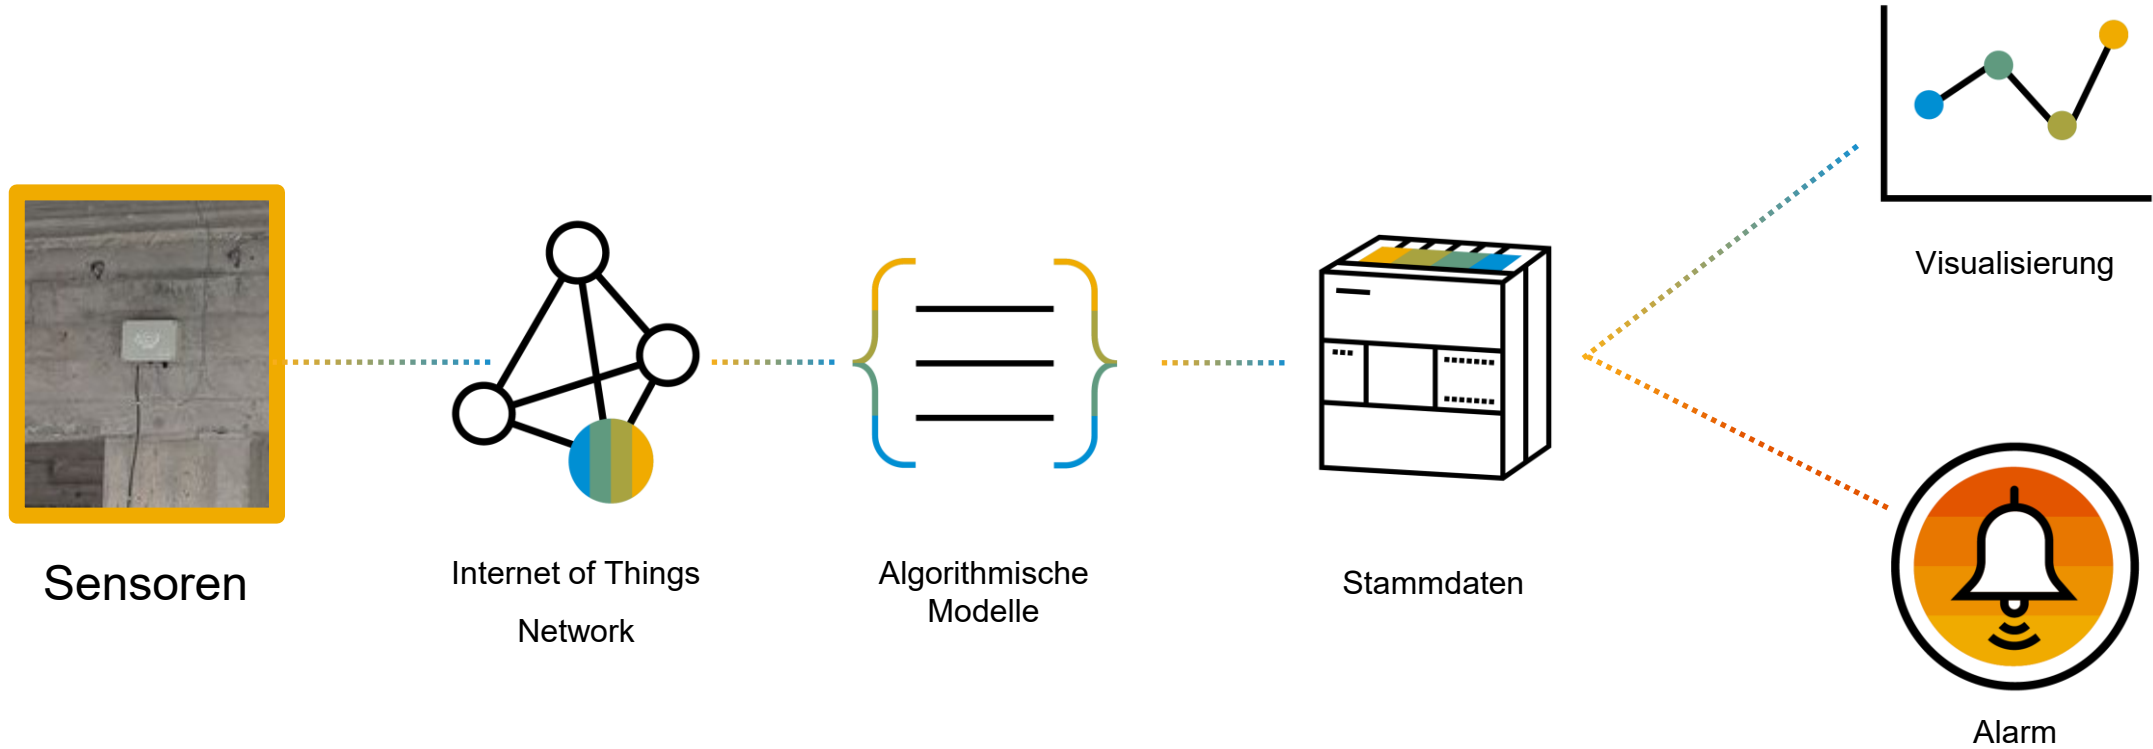 Sensoren
Internet of Things
Network
Algorithmische
Modelle
Stammdaten
Visualisierung
Alarm